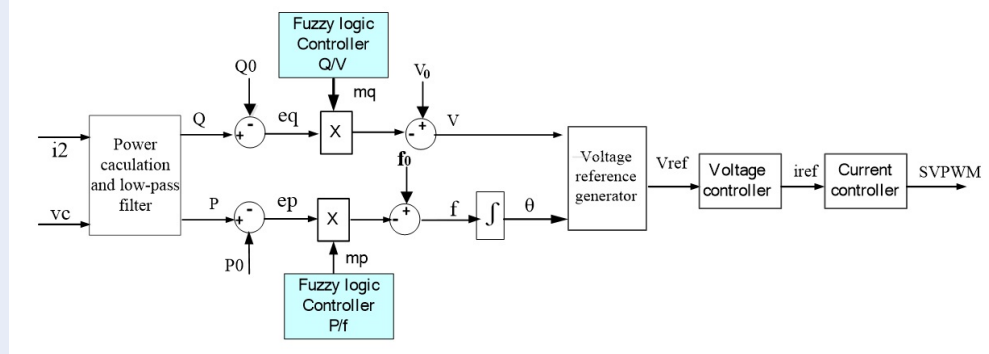 Fuzzy logic
Controller
Q/V
Q0
mq
V0
Q
-
+
eq
X
-
+
V
i2
Power
caculation
and low-pass
filter
f0
Voltage
reference
generator
Vref
Voltage
controller
iref
Current
controller
SVPWM
vc
P
-
+
ep
X
-
+
f
∫
θ
P0
mp
Fuzzy logic
Controller
P/f